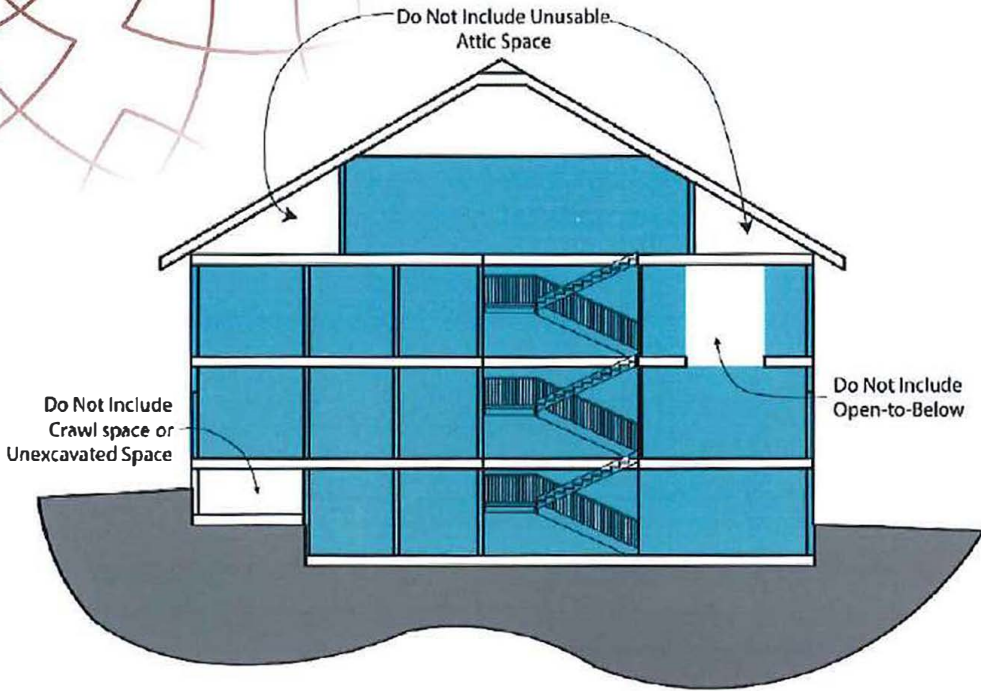 Do Not Include Unusable
Attic Space
Do Not Include
Open-to-Below
Do Not Include
Crawl space or
Unexcavated Space